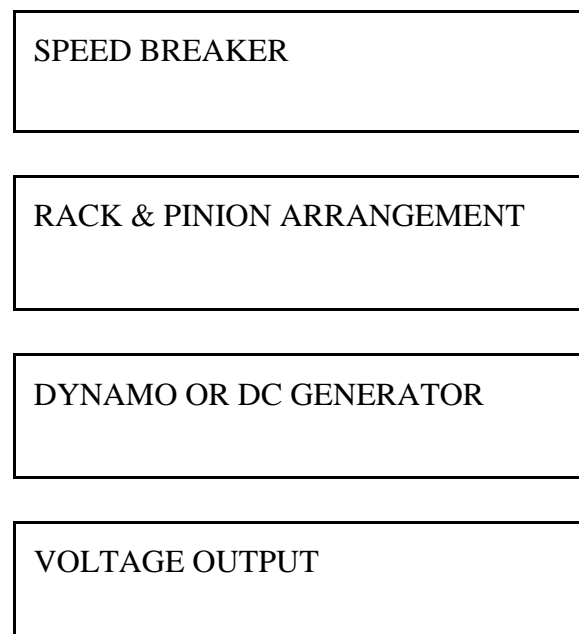 SPEED BREAKER
RACK & PINION ARRANGEMENT
DYNAMO OR DC GENERATOR
VOLTAGE OUTPUT